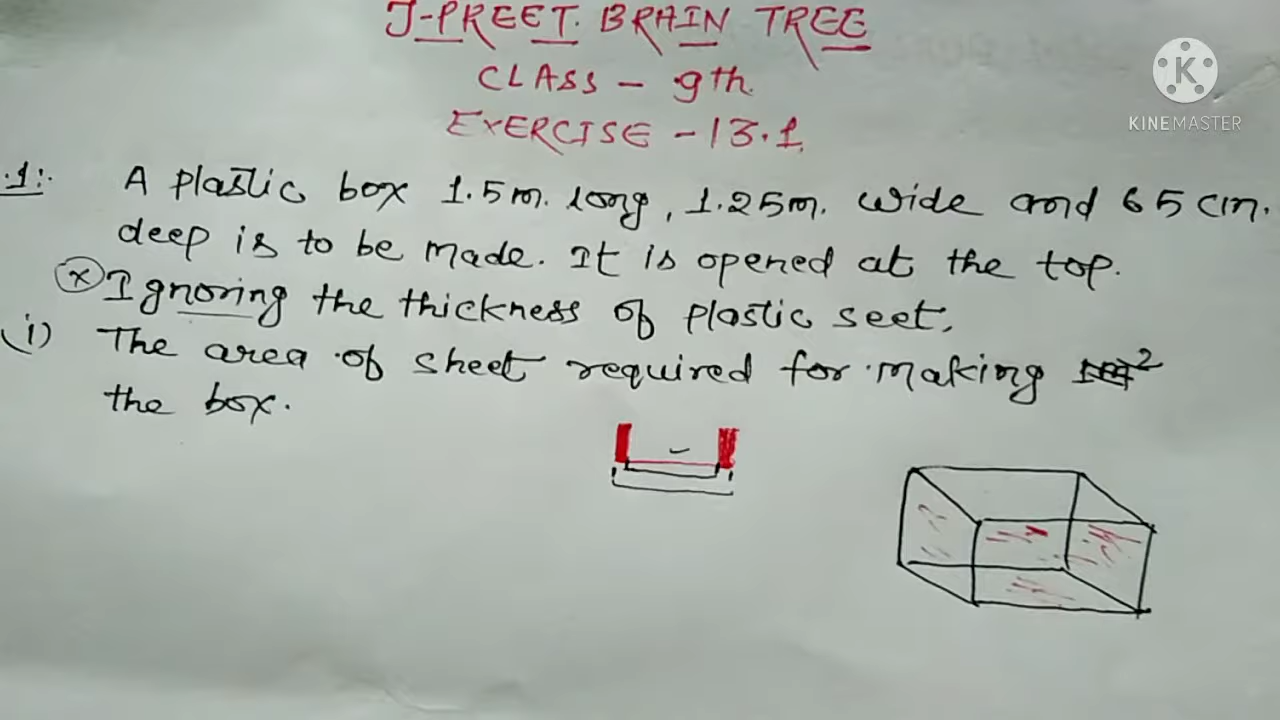 J-PREET. BRAIN TREE
CLASS - 9th
EXERCISE - 13.1.
K
KINEMASTER
.1:. A plastic box 1.5m. long, 1.25m. wide and 65 cm.
deep is to be made. It is opened at the top.
(x) Ignoring the thickness of plastic seet.
(i) The area of sheet required for making 2
the box.